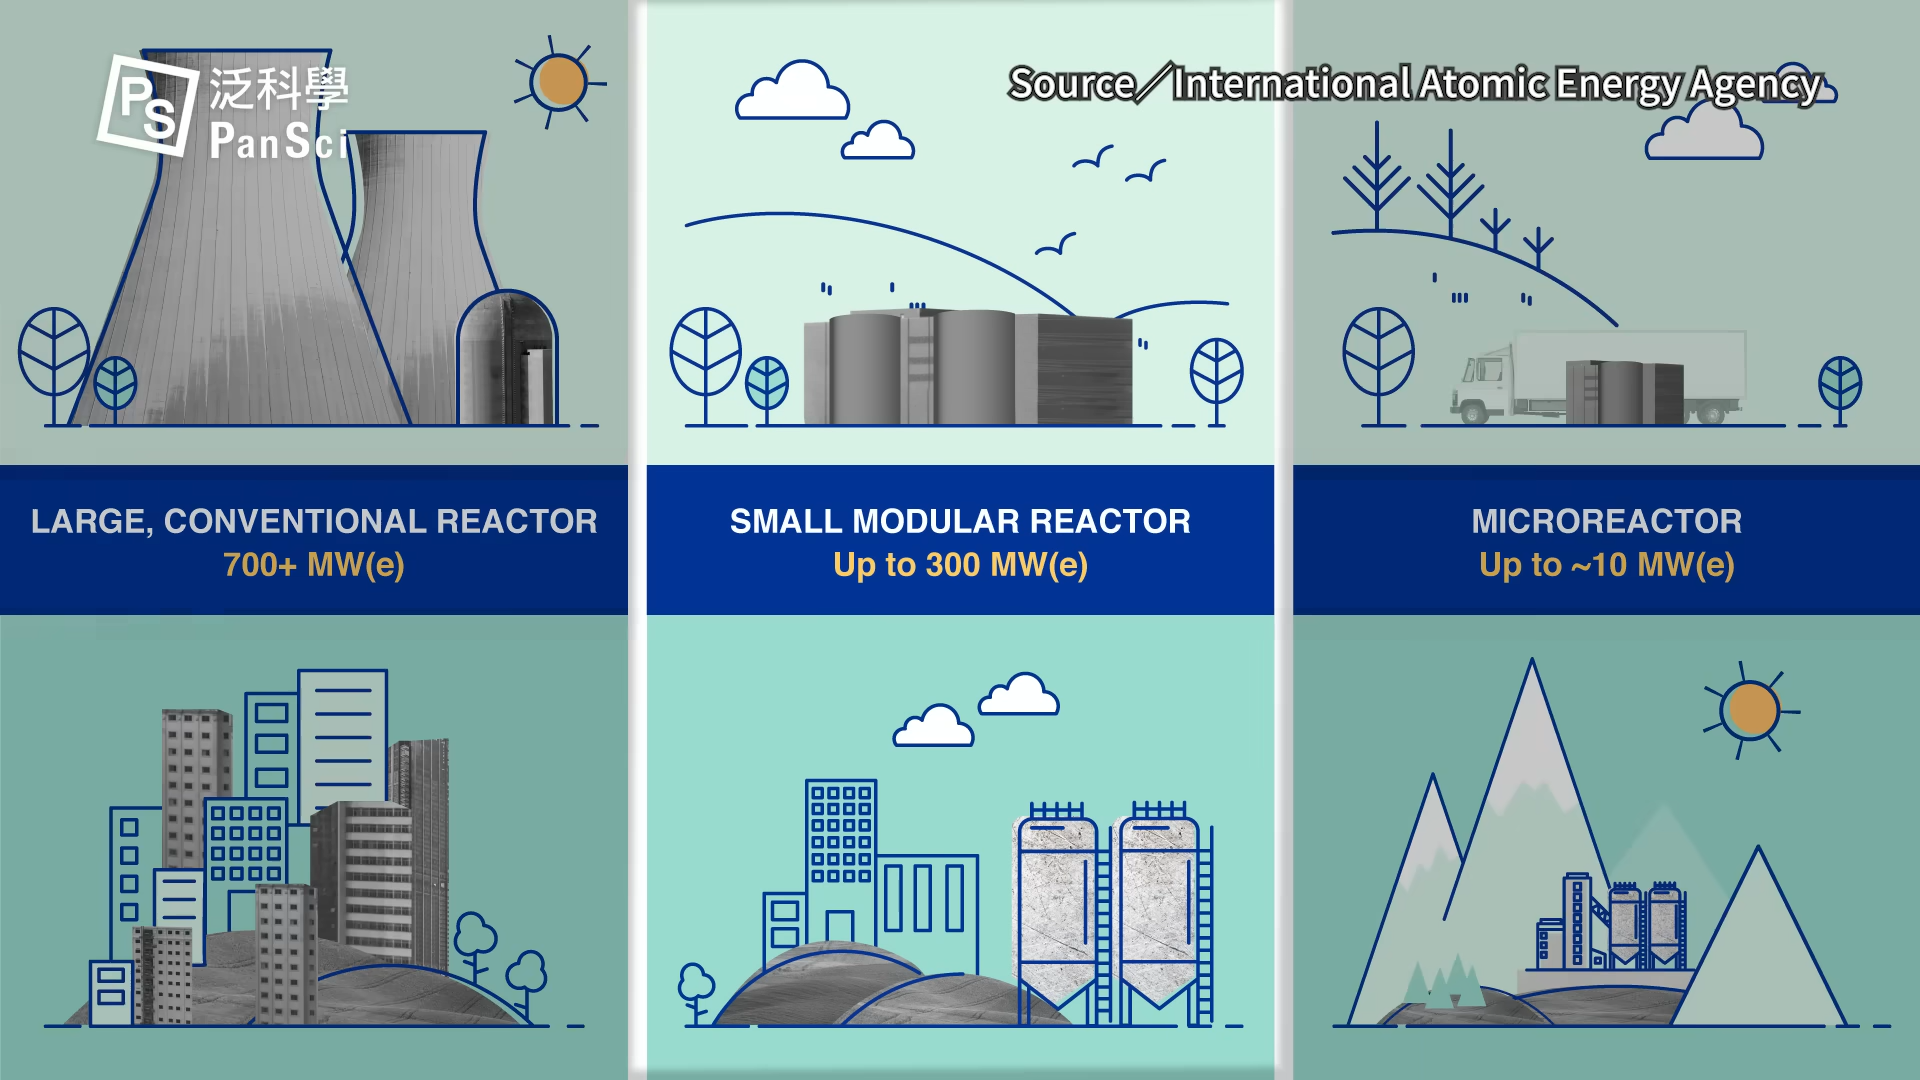 PS
泛科學
PanSci
Source／International Atomic Energy Agency
LARGE, CONVENTIONAL REACTOR
700+ MW(e)
SMALL MODULAR REACTOR
Up to 300 MW(e)
MICROREACTOR
Up to ~10 MW(e)